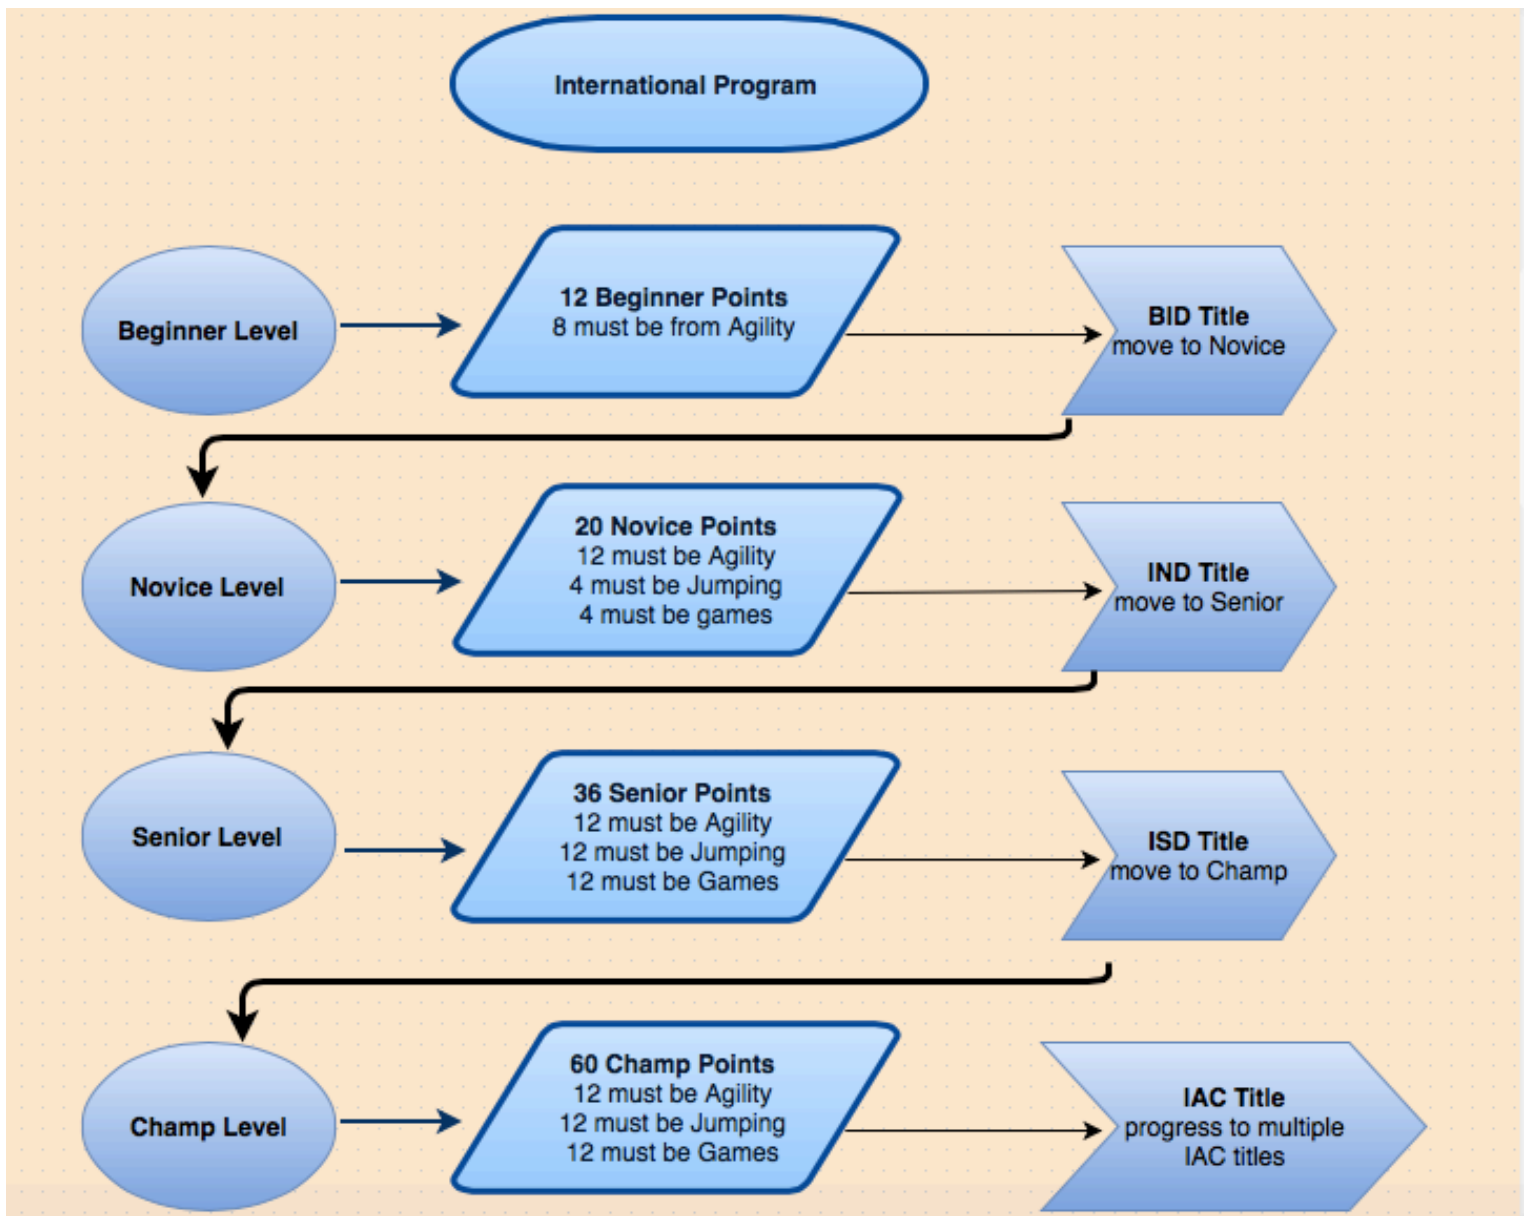 International Program
Beginner Level
12 Beginner Points
8 must be from Agility
BID Title
move to Novice
Novice Level
20 Novice Points
12 must be Agility
4 must be Jumping
4 must be games
IND Title
move to Senior
Senior Level
36 Senior Points
12 must be Agility
12 must be Jumping
12 must be Games
ISD Title
move to Champ
Champ Level
60 Champ Points
12 must be Agility
12 must be Jumping
12 must be Games
IAC Title
progress to multiple
IAC titles